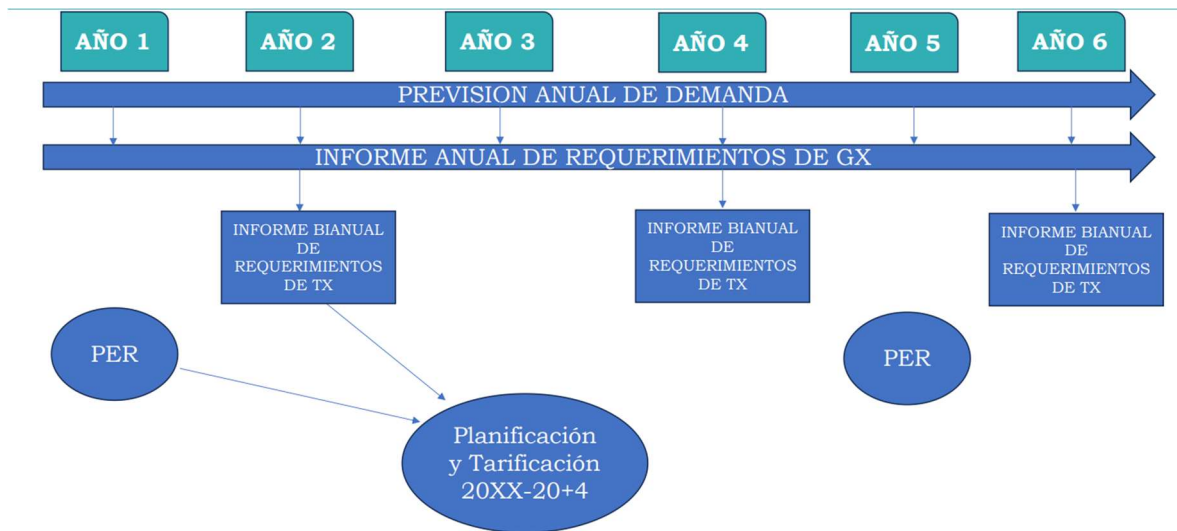 AÑO 1
AÑO 2
AÑO 3
AÑO 4
AÑO 5
AÑO 6
PREVISION ANUAL DE DEMANDA
INFORME ANUAL DE REQUERIMIENTOS DE GX
INFORME BIANUAL
DE
REQUERIMIENTOS
DE TX
INFORME BIANUAL
DE
REQUERIMIENTOS
DE TX
INFORME BIANUAL
DE
REQUERIMIENTOS
DE TX
PER
PER
Planificación
y Tarificación
20XX-20+4